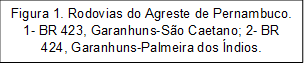 Figura 1. Rodovias do Agreste de Pernambuco.
1- BR 423, Garanhuns-São Caetano; 2- BR
424, Garanhuns-Palmeira dos Índios.